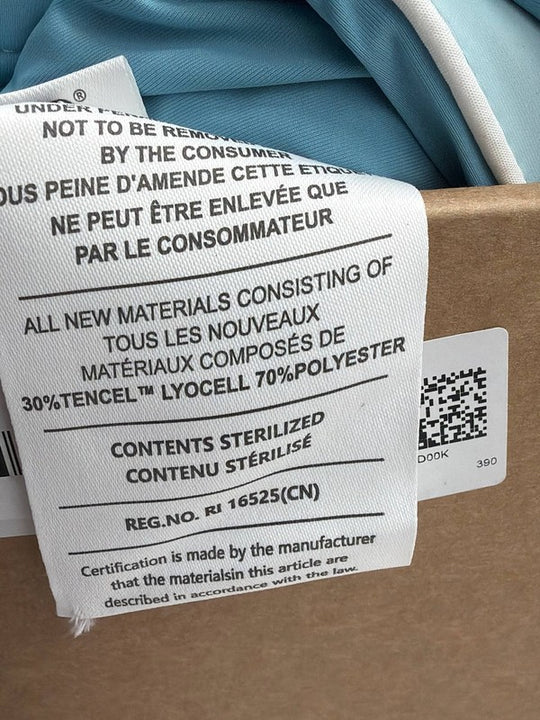 ®
UNDER
NOT TO BE
BY THE CONSUMER
PEINE D'AMENDE CETTE
NE PEUT ÊTRE ENLEVÉE QUE
PAR LE CONSOMMATEUR
ALL NEW MATERIALS CONSISTING OF
TOUS LES NOUVEAUX
MATÉRIAUX COMPOSÉS DE
30%TENCEL™ LYOCELL 70%POLYESTER
CONTENTS STERILIZED
CONTENU STÉRILISÉ
REG.NO. RI 16525(CN)
Certification is made by the manufacturer
that the materialsin this article are
described in accordance with the law.
D00K
390